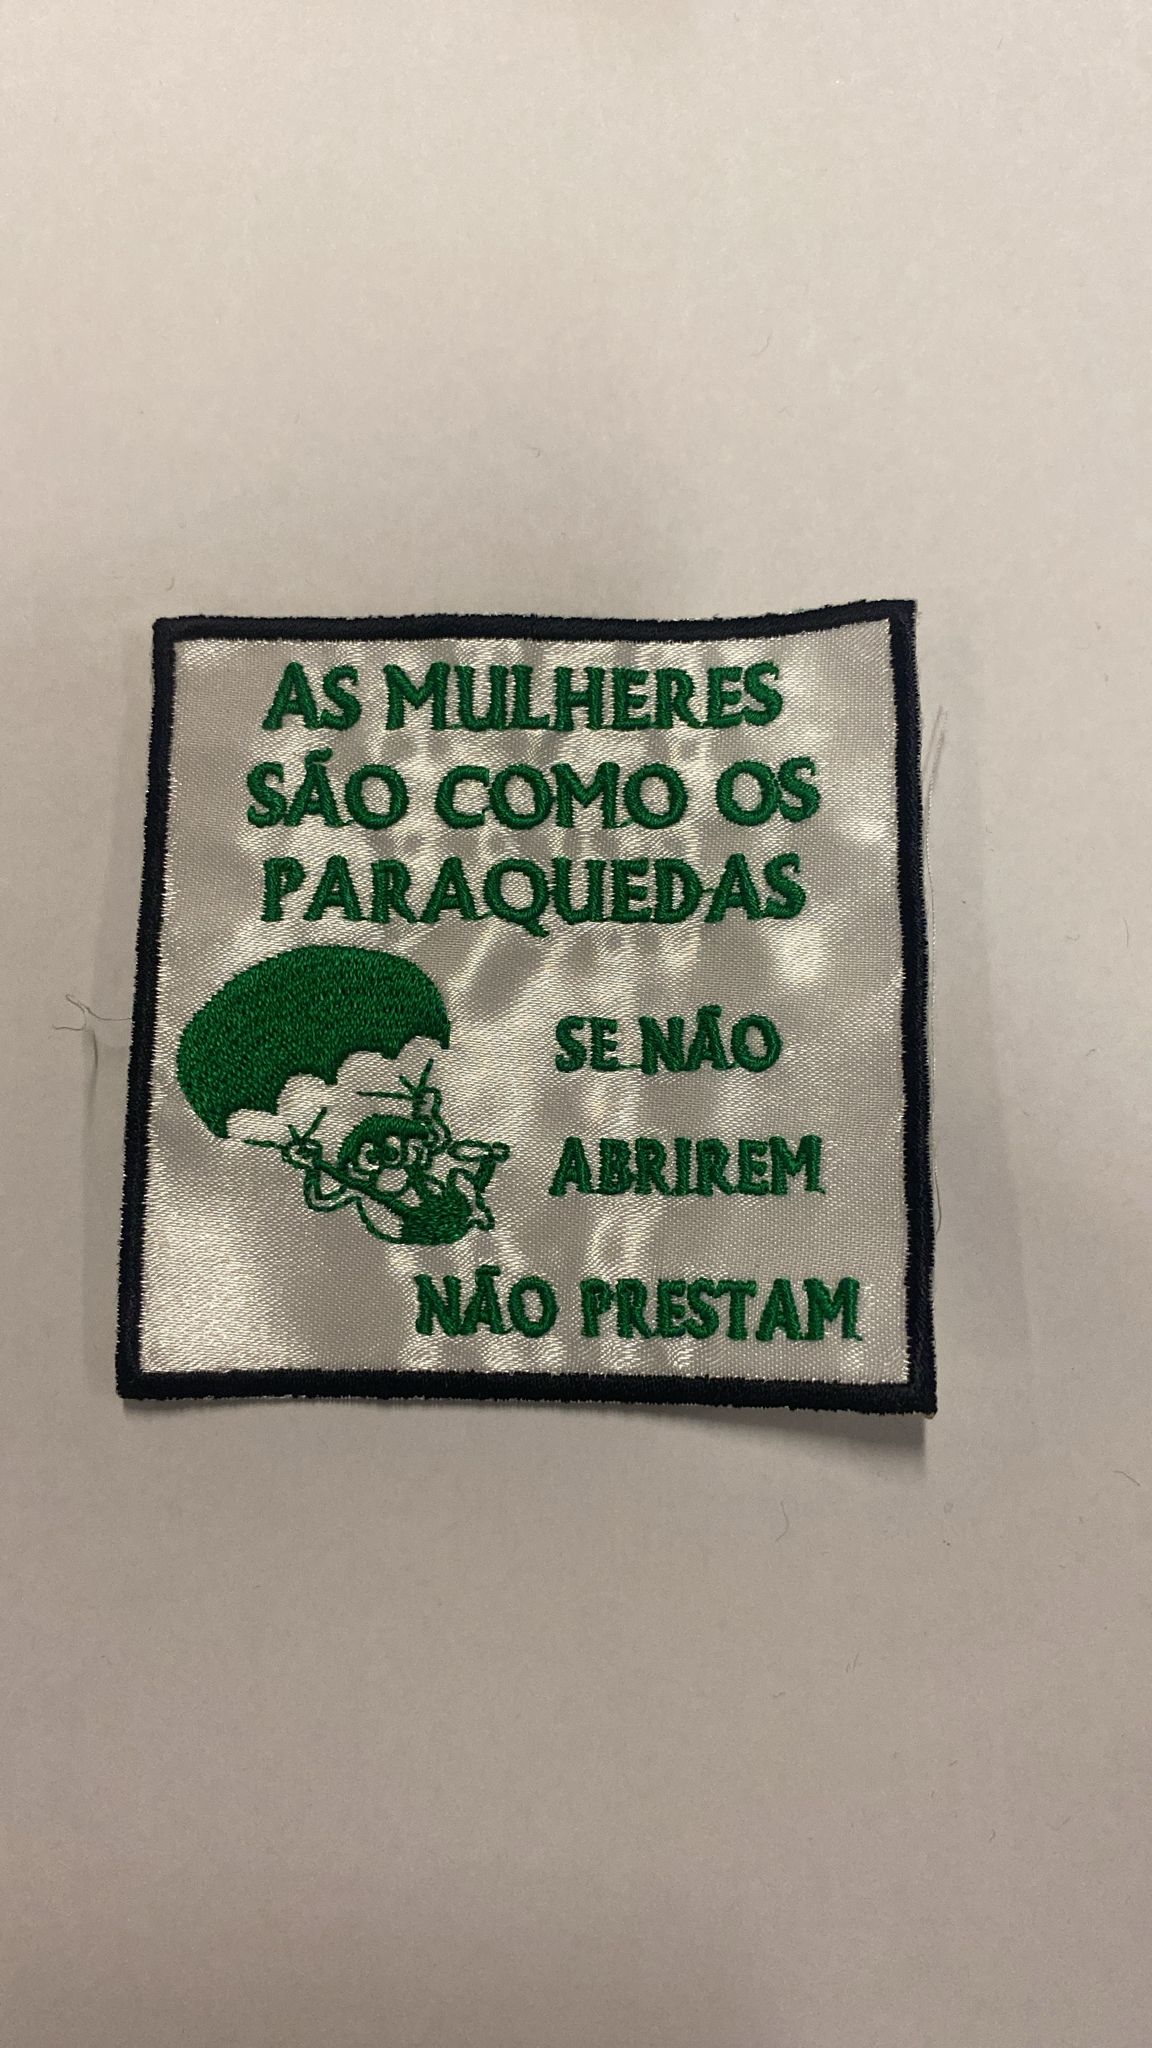 AS MULHERES
SÃO COMO OS
PARAQUEDAS
SE NÃO
ABRIREM
NÃO PRESTAM